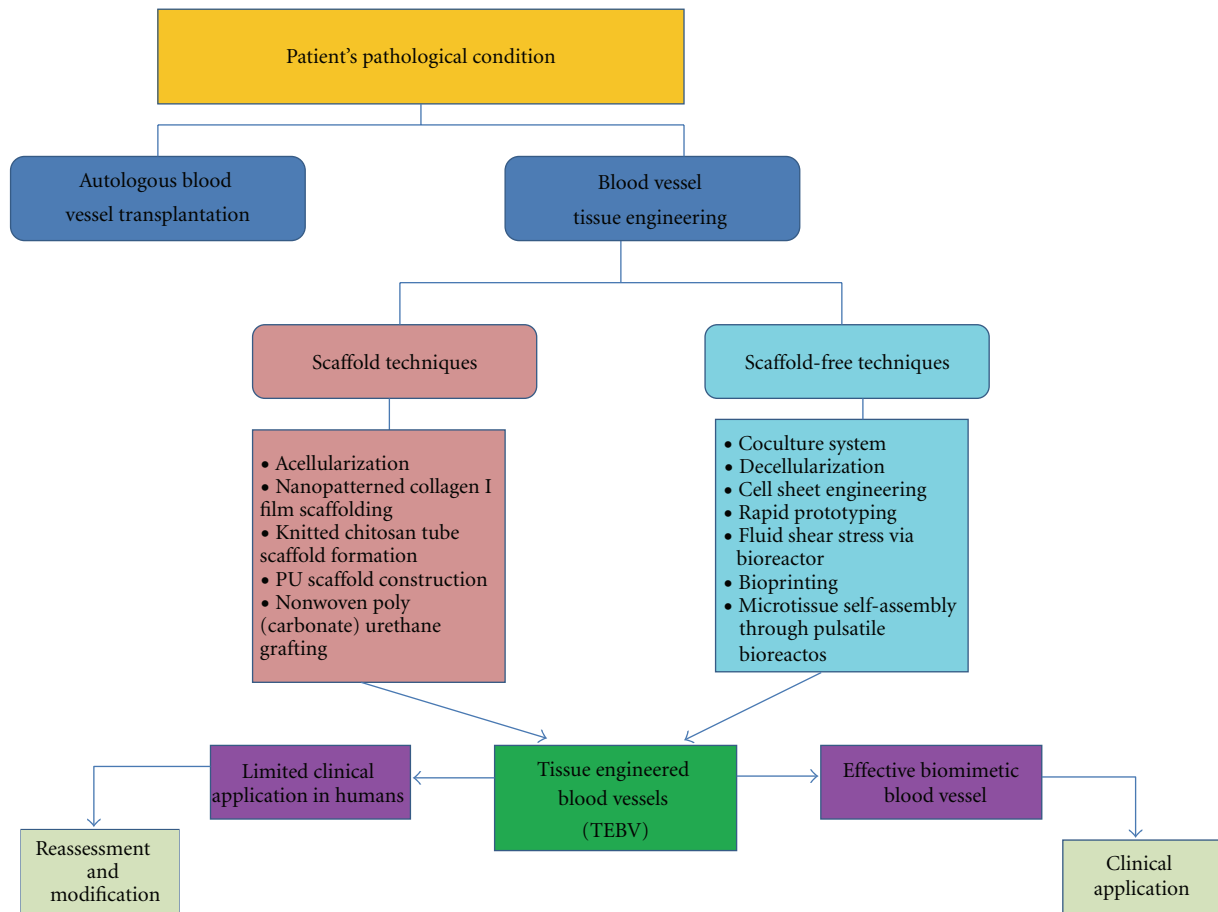 Patient's pathological condition
Autologous blood
vessel transplantation
Blood vessel
tissue engineering
Scaffold techniques
Scaffold-free techniques
• Acellularization
• Nanopatterned collagen I
film scaffolding
• Knitted chitosan tube
scaffold formation
• PU scaffold construction
• Nonwoven poly
(carbonate) urethane
grafting
• Coculture system
• Decellularization
• Cell sheet engineering
• Rapid prototyping
• Fluid shear stress via
bioreactor
• Bioprinting
• Microtissue self-assembly
through pulsatile
bioreactos
Limited clinical
application in humans
Tissue engineered
blood vessels
(TEBV)
Effective biomimetic
blood vessel
Reassessment
and
modification
Clinical
application